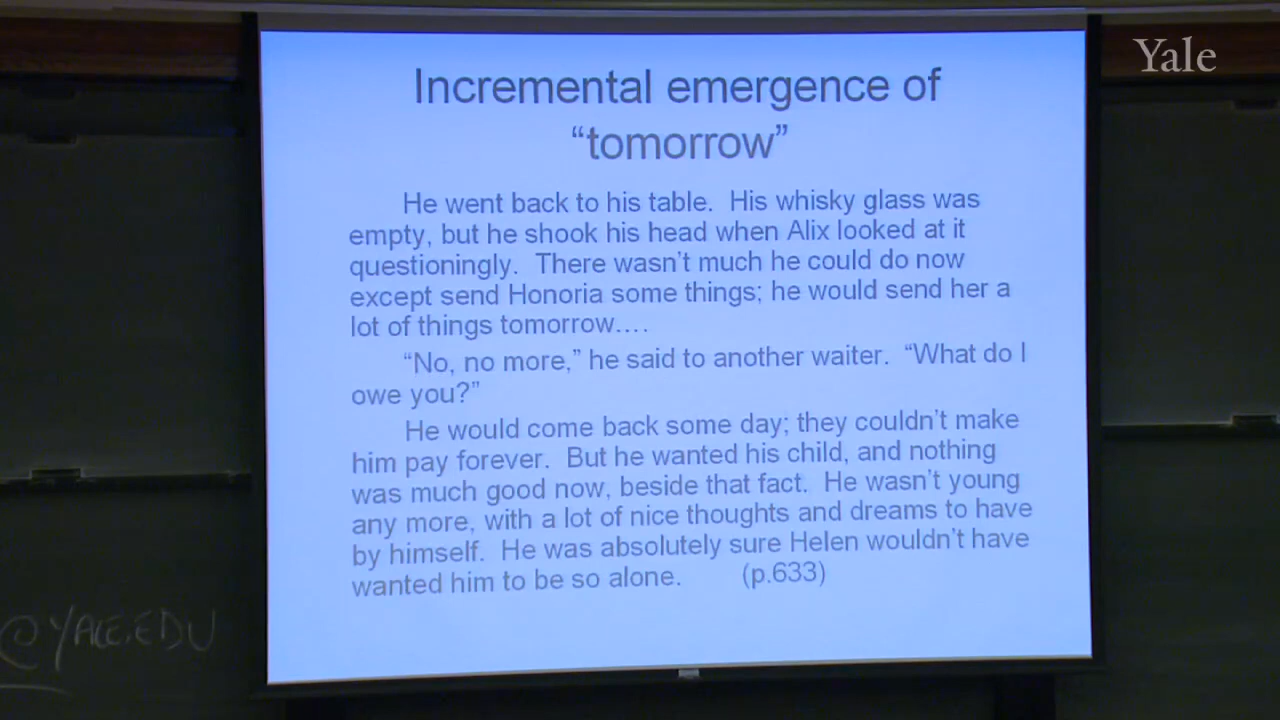 Yale
Incremental emergence of
“tomorrow”
He went back to his table. His whisky glass was
empty, but he shook his head when Alix looked at it
questioningly. There wasn’t much he could do now
except send Honoria some things; he would send her a
lot of things tomorrow….
“No, no more,” he said to another waiter. “What do I
owe you?”
He would come back some day; they couldn’t make
him pay forever. But he wanted his child, and nothing
was much good now, beside that fact. He wasn’t young
any more, with a lot of nice thoughts and dreams to have
by himself. He was absolutely sure Helen wouldn’t have
wanted him to be so alone. (p.633)
@YALE.EDU